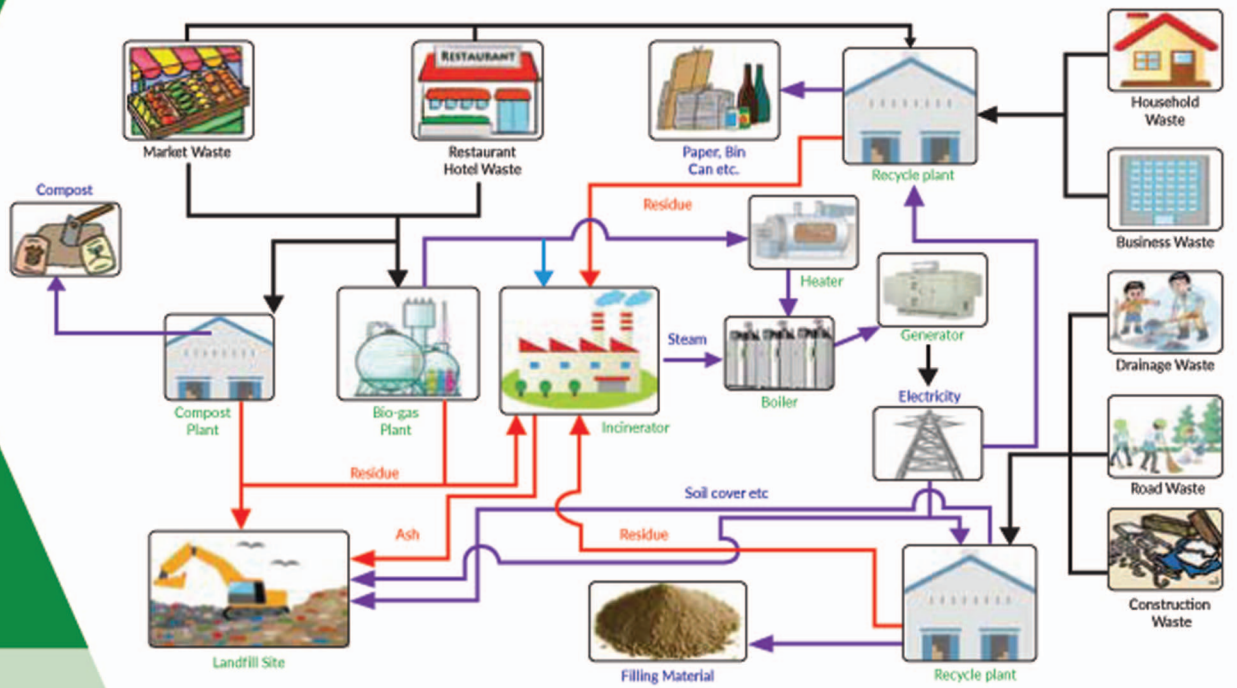 RESTAURANT
Market Waste
Restaurant
Hotel Waste
Paper, Bin
Can etc.
Recycle plant
Household
Waste
Compost
Residue
Business Waste
Heater
Steam
Generator
Drainage Waste
Compost
Plant
Bio-gas
Plant
Incinerator
Boiler
Electricity
Residue
Soil cover etc
Road Waste
Ash
Residue
Construction
Waste
Landfill Site
Filling Material
Recycle plant